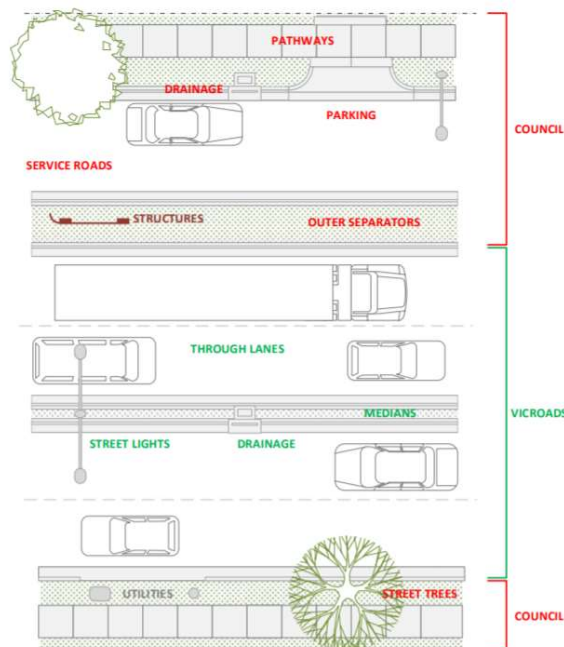 PATHWAYS
DRAINAGE
PARKING
COUNCIL
SERVICE ROADS
STRUCTURES
OUTER SEPARATORS
THROUGH LANES
MEDIANS
VICROADS
STREET LIGHTS
DRAINAGE
UTILITIES
STREET TREES
COUNCIL